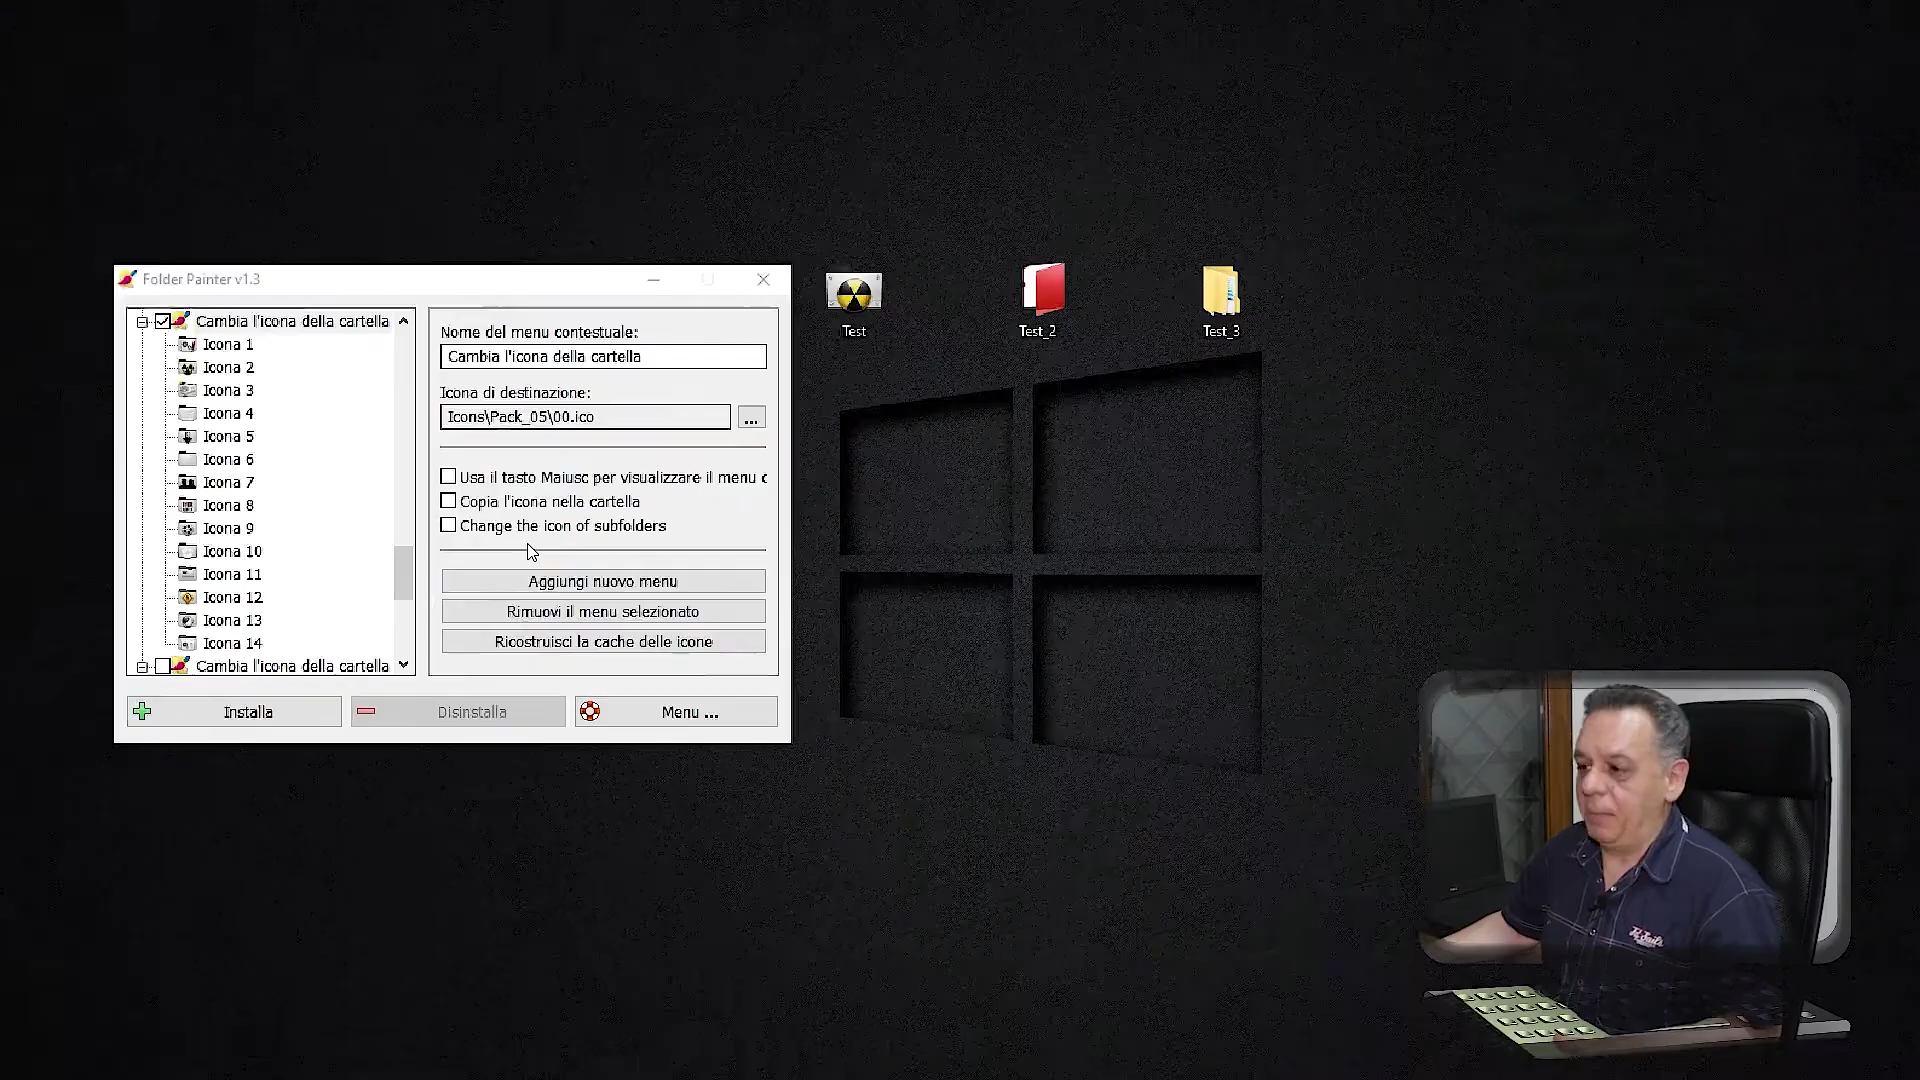 Folder Painter v1.3
Cambia l'icona della cartella
Icona 1
Icona 2
Icona 3
Icona 4
Icona 5
Icona 6
Icona 7
Icona 8
Icona 9
Icona 10
Icona 11
Icona 12
Icona 13
Icona 14
Cambia l'icona della cartella
Nome del menu contestuale:
Cambia l'icona della cartella
Icona di destinazione:
Icons\Pack_05\00.ico
...
Usa il tasto Maiusc per visualizzare il menu c
Copia l'icona nella cartella
Change the icon of subfolders
Aggiungi nuovo menu
Rimuovi il menu selezionato
Ricostruisci la cache delle icone
Installa
Disinstalla
Menu ...
Test
Test_2
Test_3